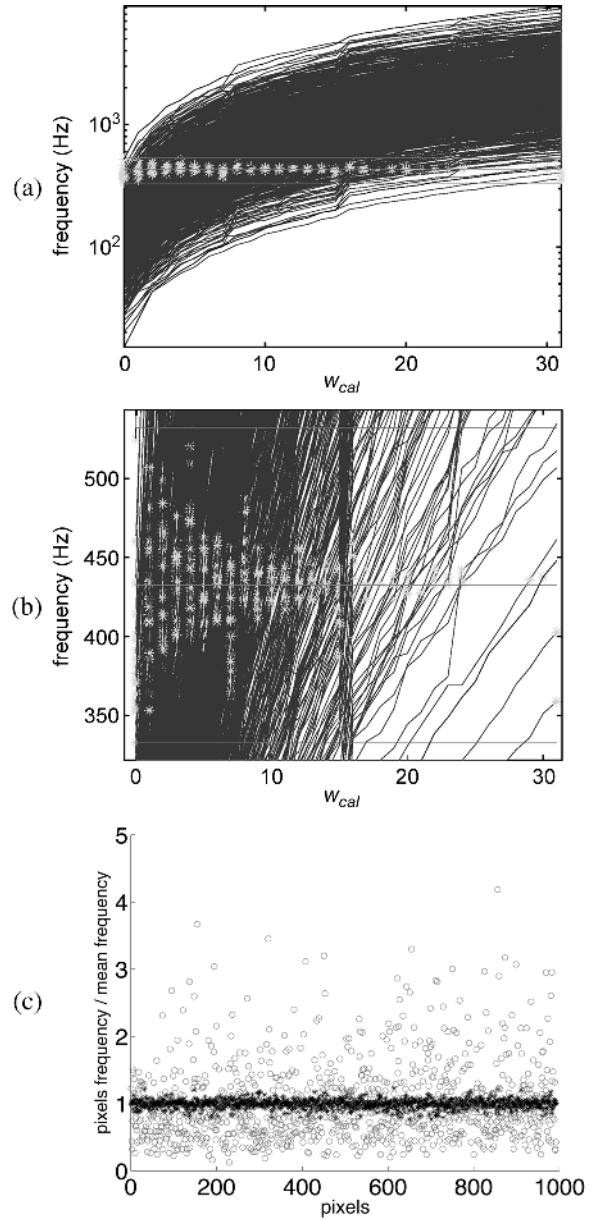 (a)
frequency (Hz)
10³
10²
0 10 20 30
w_cal
(b)
frequency (Hz)
500
450
400
350
0 10 20 30
w_cal
(c)
pixels frequency / mean frequency
5
4
3
2
1
0
0 200 400 600 800 1000
pixels